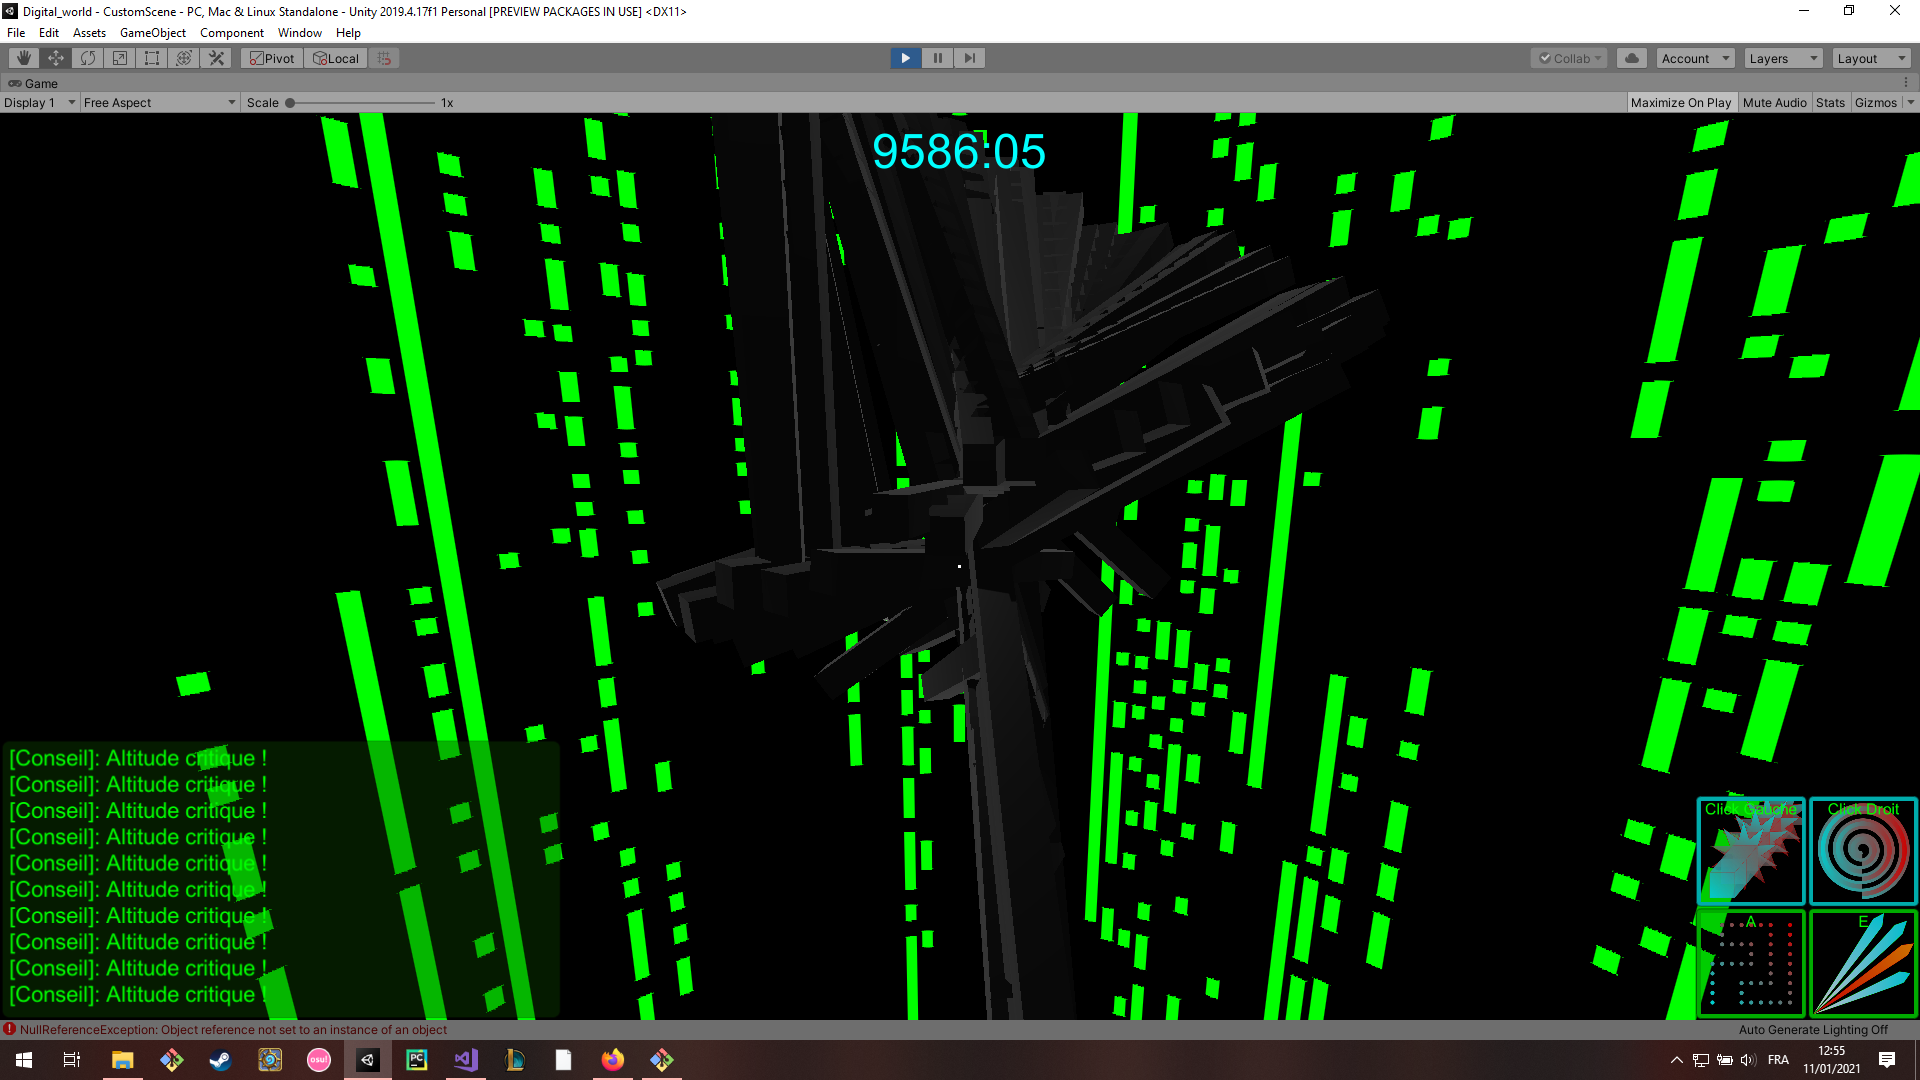 Digital_world - CustomScene - PC, Mac & Linux Standalone - Unity 2019.4.17f1 Personal [PREVIEW PACKAGES IN USE] <DX11>
File Edit Assets GameObject Component Window Help
Pivot Local Collab Account Layers Layout
Game
Display 1 Free Aspect Scale 1x Maximize On Play Mute Audio Stats Gizmos
9586:05
[Conseil]: Altitude critique !
[Conseil]: Altitude critique !
[Conseil]: Altitude critique !
[Conseil]: Altitude critique !
[Conseil]: Altitude critique !
[Conseil]: Altitude critique !
[Conseil]: Altitude critique !
[Conseil]: Altitude critique !
[Conseil]: Altitude critique !
[Conseil]: Altitude critique !
Click Gauche Click Droit
A E
NullReferenceException: Object reference not set to an instance of an object
Auto Generate Lighting Off
osu!
PC
FRA
12:55
11/01/2021